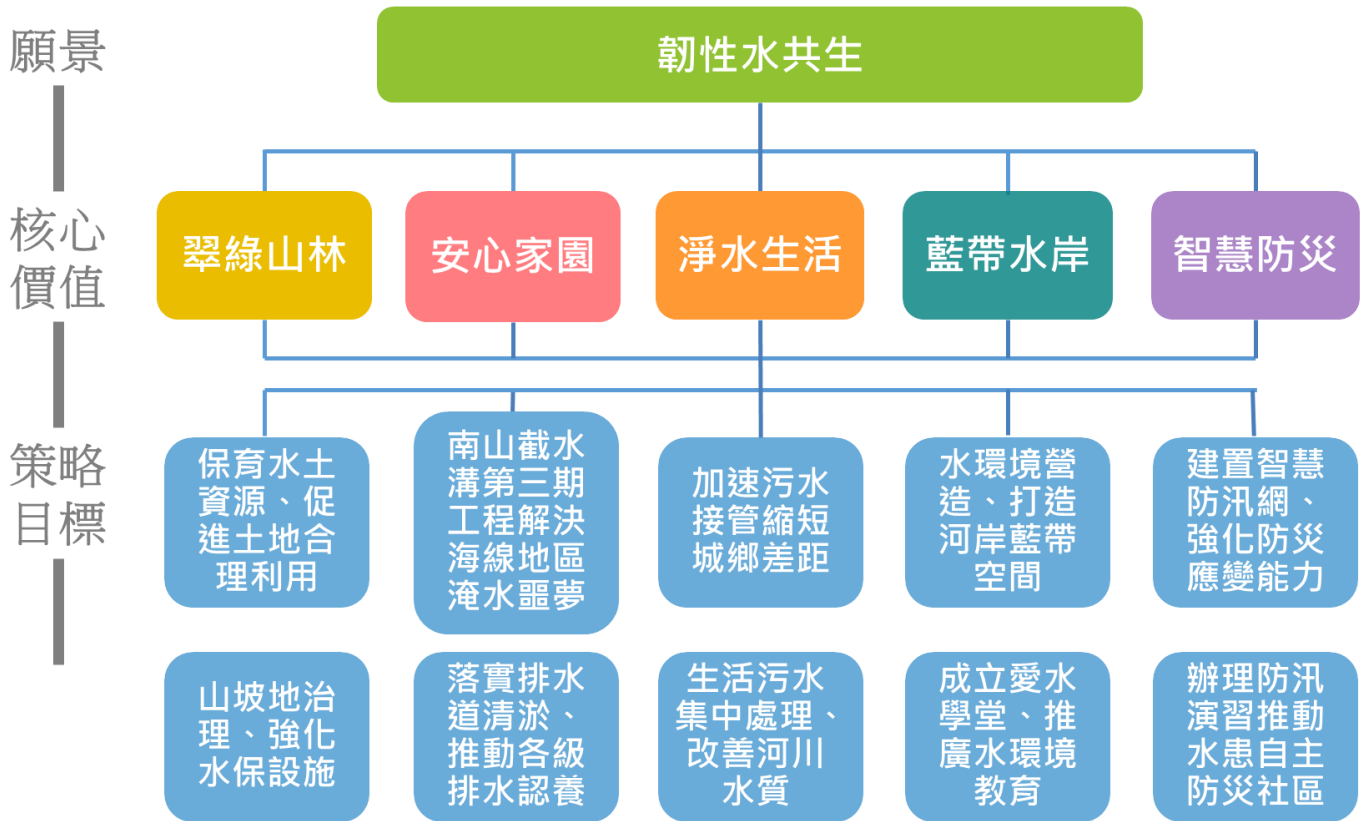 願景
韌性水共生
核心
價值
翠綠山林
安心家園
淨水生活
藍帶水岸
智慧防災
策略
目標
保育水土
資源、促
進土地合
理利用
南山截水
溝第三期
工程解決
海線地區
淹水噩夢
加速污水
接管縮短
城鄉差距
水環境營
造、打造
河岸藍帶
空間
建置智慧
防汛網、
強化防災
應變能力
山坡地治
理、強化
水保設施
落實排水
道清淤、
推動各級
排水認養
生活污水
集中處理、
改善河川
水質
成立愛水
學堂、推
廣水環境
教育
辦理防汛
演習推動
水患自主
防災社區